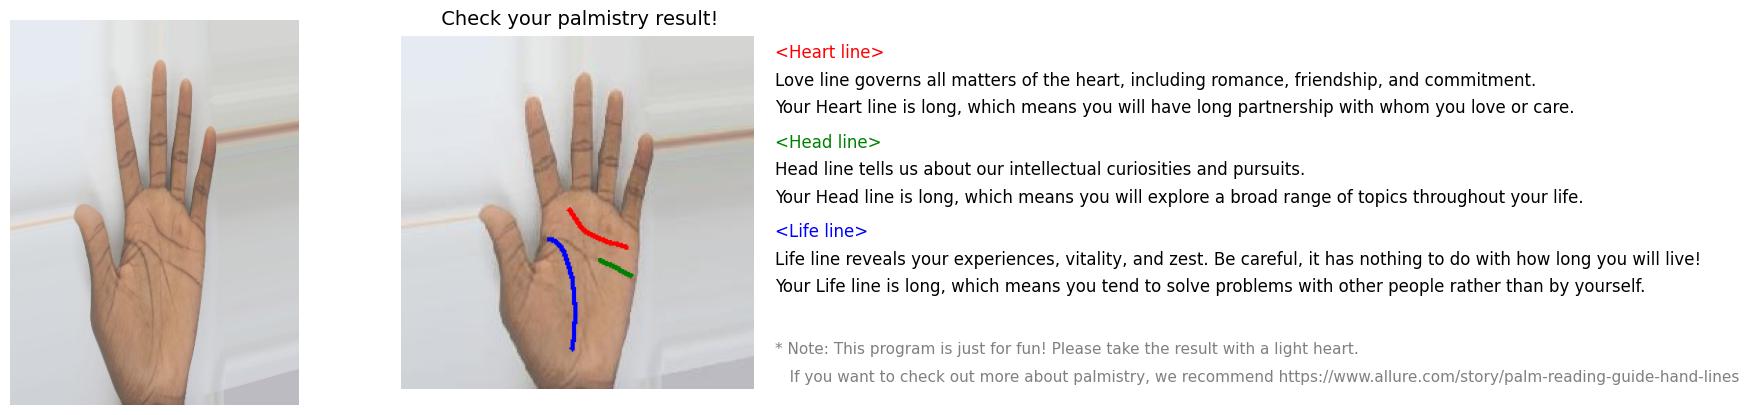 Check your palmistry result!
<Heart line>
Love line governs all matters of the heart, including romance, friendship, and commitment.
Your Heart line is long, which means you will have long partnership with whom you love or care.
<Head line>
Head line tells us about our intellectual curiosities and pursuits.
Your Head line is long, which means you will explore a broad range of topics throughout your life.
<Life line>
Life line reveals your experiences, vitality, and zest. Be careful, it has nothing to do with how long you will live!
Your Life line is long, which means you tend to solve problems with other people rather than by yourself.
* Note: This program is just for fun! Please take the result with a light heart.
If you want to check out more about palmistry, we recommend https://www.allure.com/story/palm-reading-guide-hand-lines